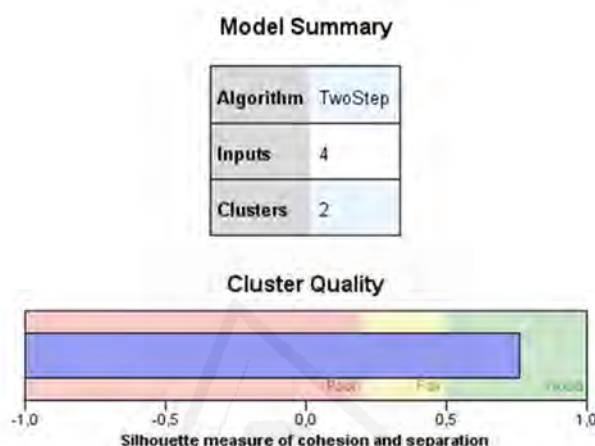 Model Summary
Algorithm TwoStep
Inputs 4
Clusters 2
Cluster Quality
Poor Fair Good
-1,0 -0,5 0,0 0,5 1,0
Silhouette measure of cohesion and separation